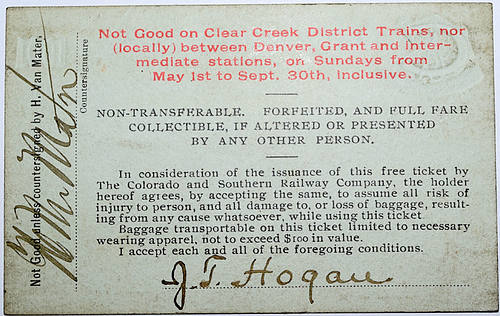 Not Good on Clear Creek District Trains, nor
(locally) between Denver, Grant and inter-
mediate stations, on Sundays from
May 1st to Sept. 30th, inclusive.
NON-TRANSFERABLE. FORFEITED, AND FULL FARE
COLLECTIBLE, IF ALTERED OR PRESENTED
BY ANY OTHER PERSON.
In consideration of the issuance of this free ticket by
The Colorado and Southern Railway Company, the holder
hereof agrees, by accepting the same, to assume all risk of
injury to person, and all damage to, or loss of baggage, result-
ing from any cause whatsoever, while using this ticket.
Baggage transportable on this ticket limited to necessary
wearing apparel, not to exceed $100 in value.
I accept each and all of the foregoing conditions.
J. T. Hogan
Not Good unless countersigned by H. Van Mater,
Countersignature